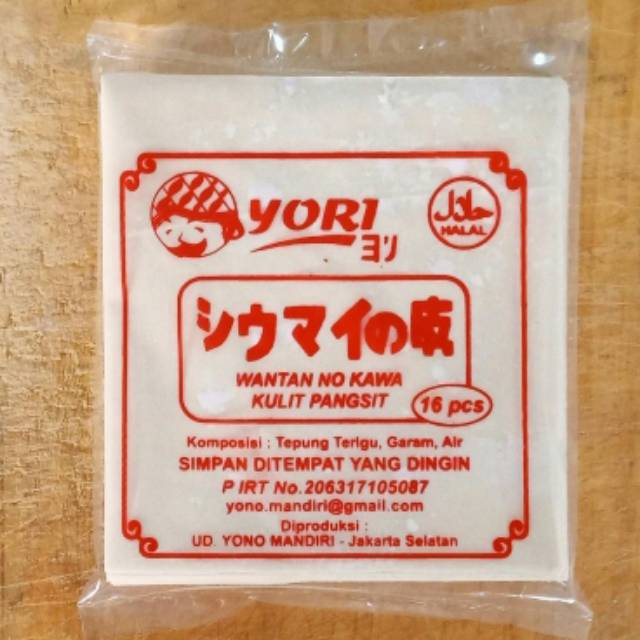 YORI
ヨリ
حلال
HALAL
シウマイの皮
WANTAN NO KAWA
KULIT PANGSIT
16 pcs
Komposisi : Tepung Terigu, Garam, Air
SIMPAN DITEMPAT YANG DINGIN
P IRT No.206317105087
yono.mandiri@gmail.com
Diproduksi :
UD. YONO MANDIRI - Jakarta Selatan